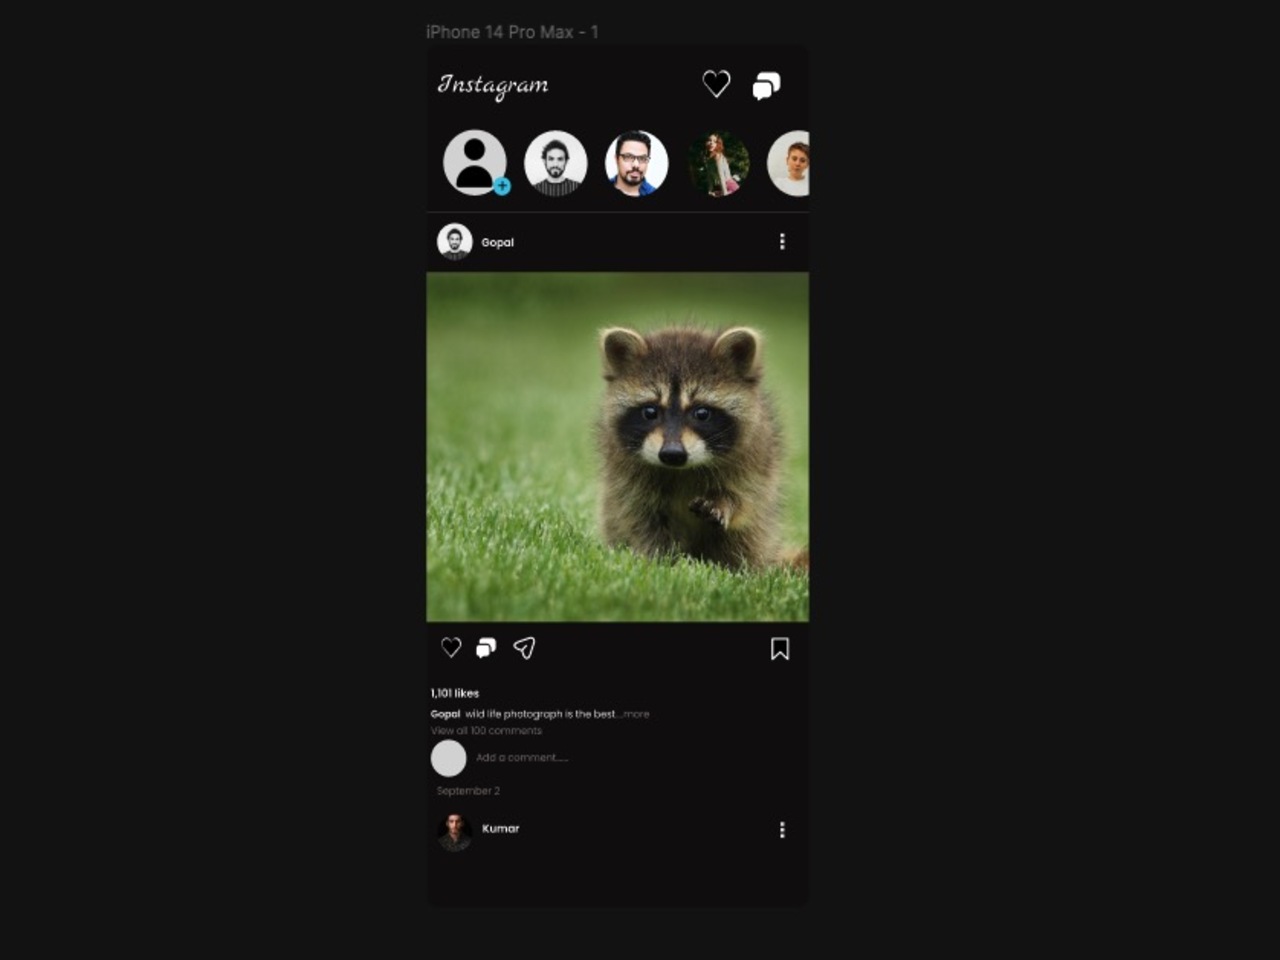 iPhone 14 Pro Max - 1
Instagram
Gopal
1,101 likes
Gopal wild life photograph is the best...more
View all 100 comments
Add a comment.....
September 2
Kumar